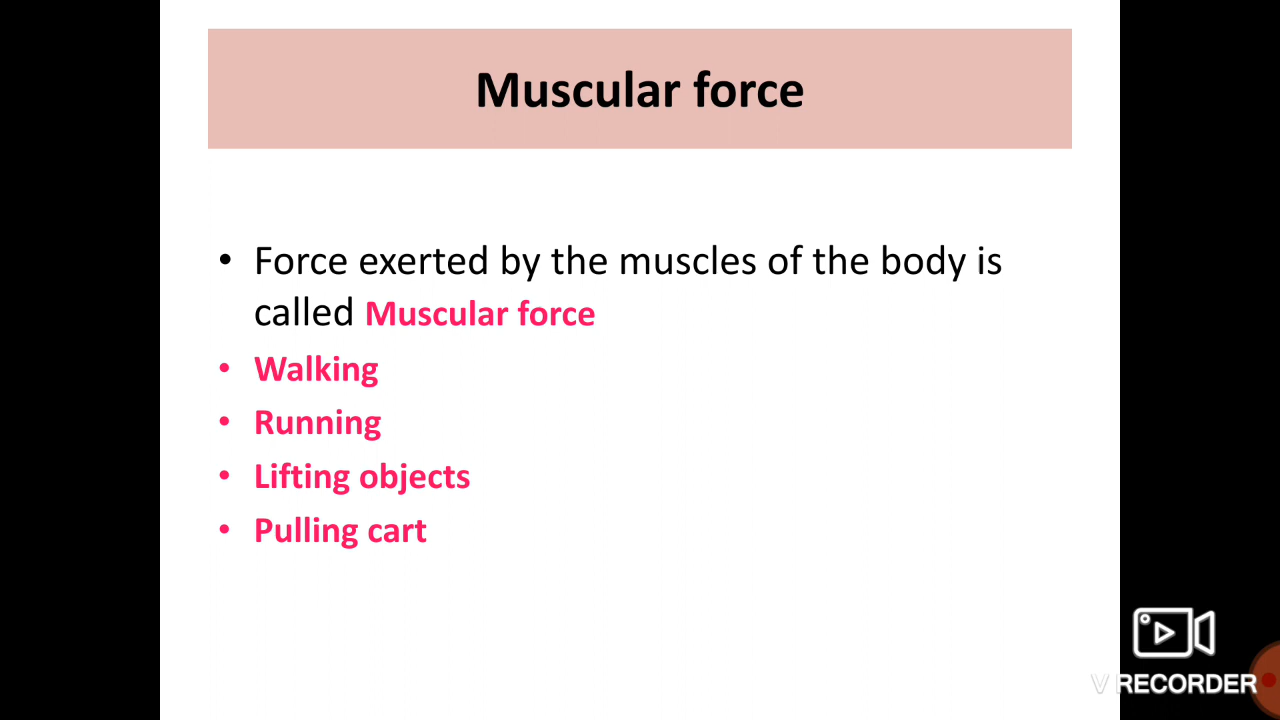 Muscular force
• Force exerted by the muscles of the body is
called Muscular force
• Walking
• Running
• Lifting objects
• Pulling cart
V RECORDER